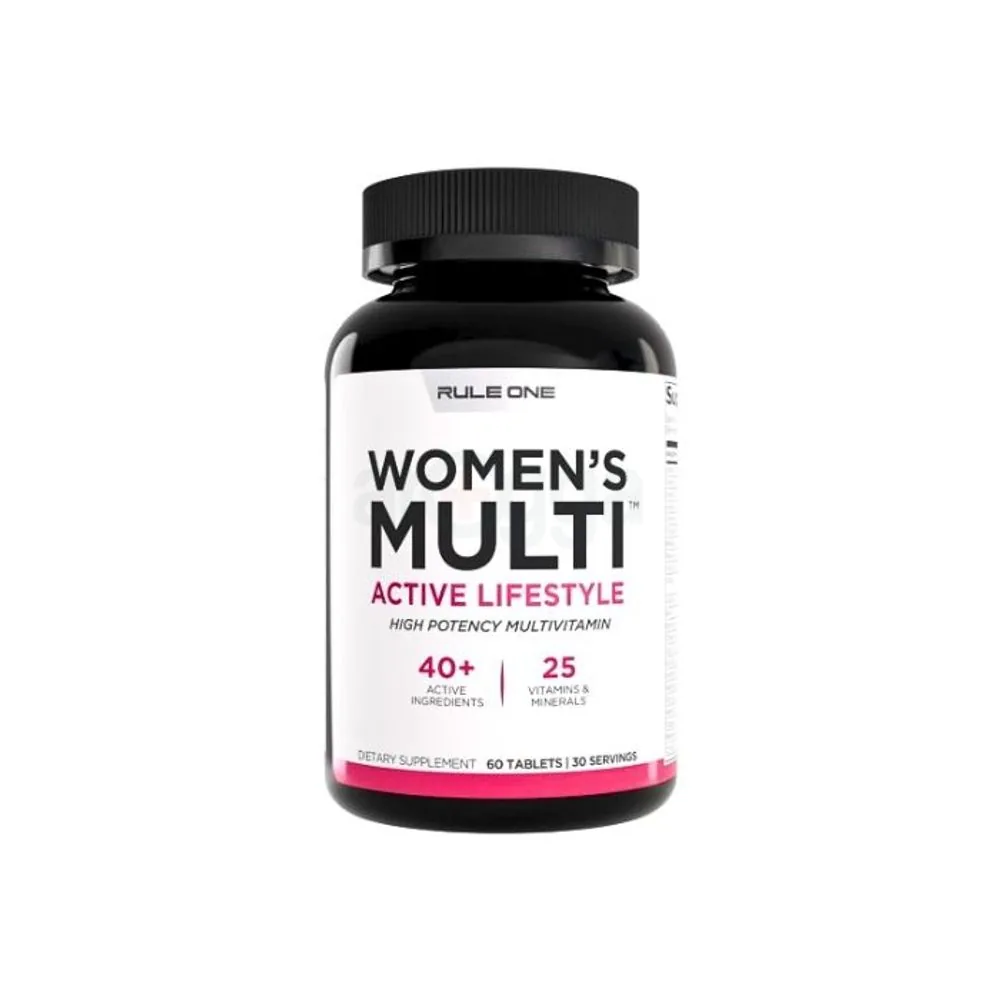 RULE ONE
WOMEN'S
MULTI™
ACTIVE LIFESTYLE
HIGH POTENCY MULTIVITAMIN
40+
ACTIVE
INGREDIENTS
25
VITAMINS &
MINERALS
DIETARY SUPPLEMENT 60 TABLETS | 30 SERVINGS